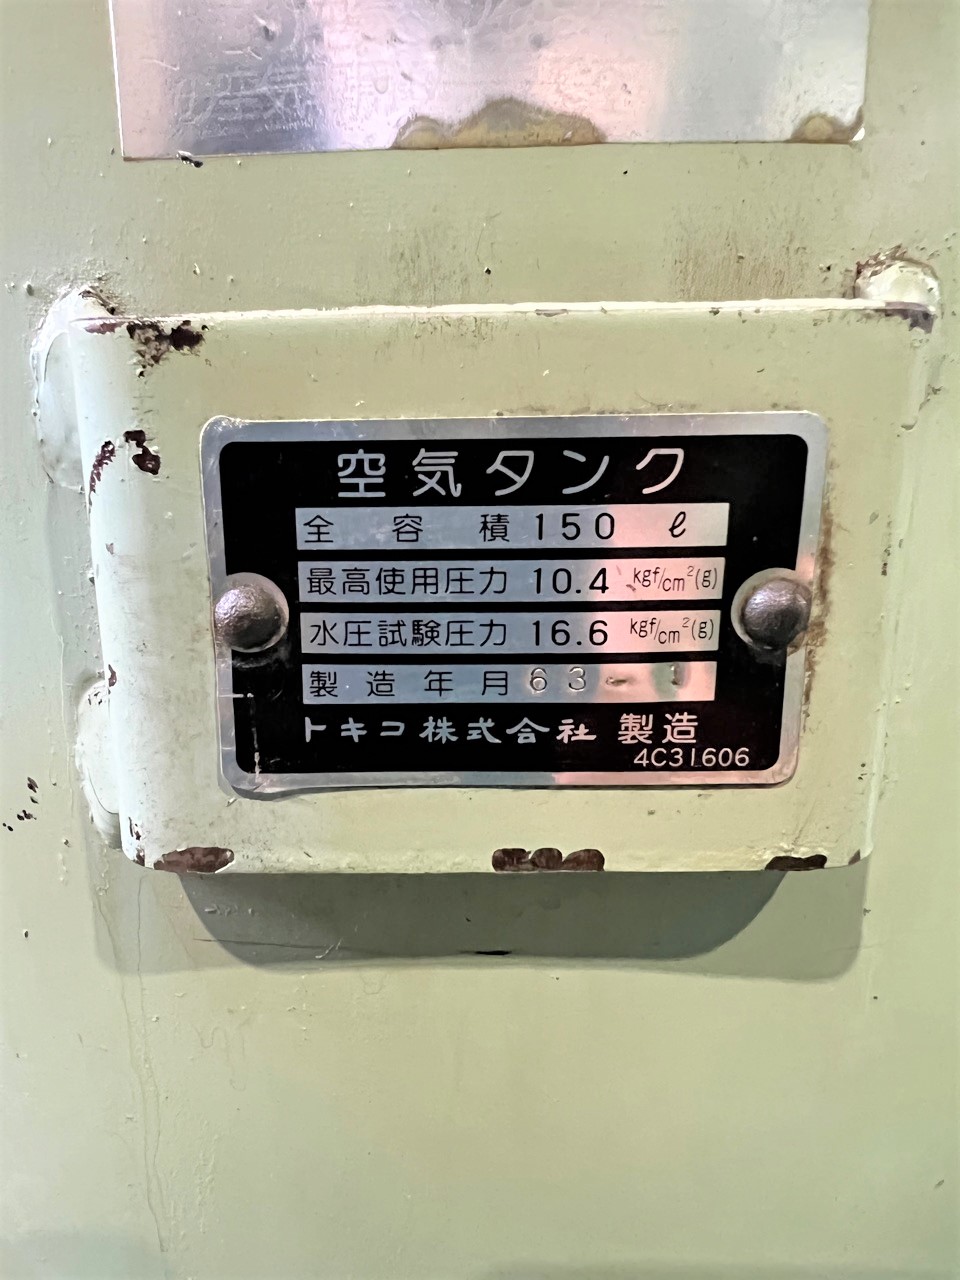 空気タンク
全容積 150 ℓ
最高使用圧力 10.4 kgf/cm²(g)
水圧試験圧力 16.6 kgf/cm²(g)
製造年月 63-1
トキコ株式会社 製造
4C31606